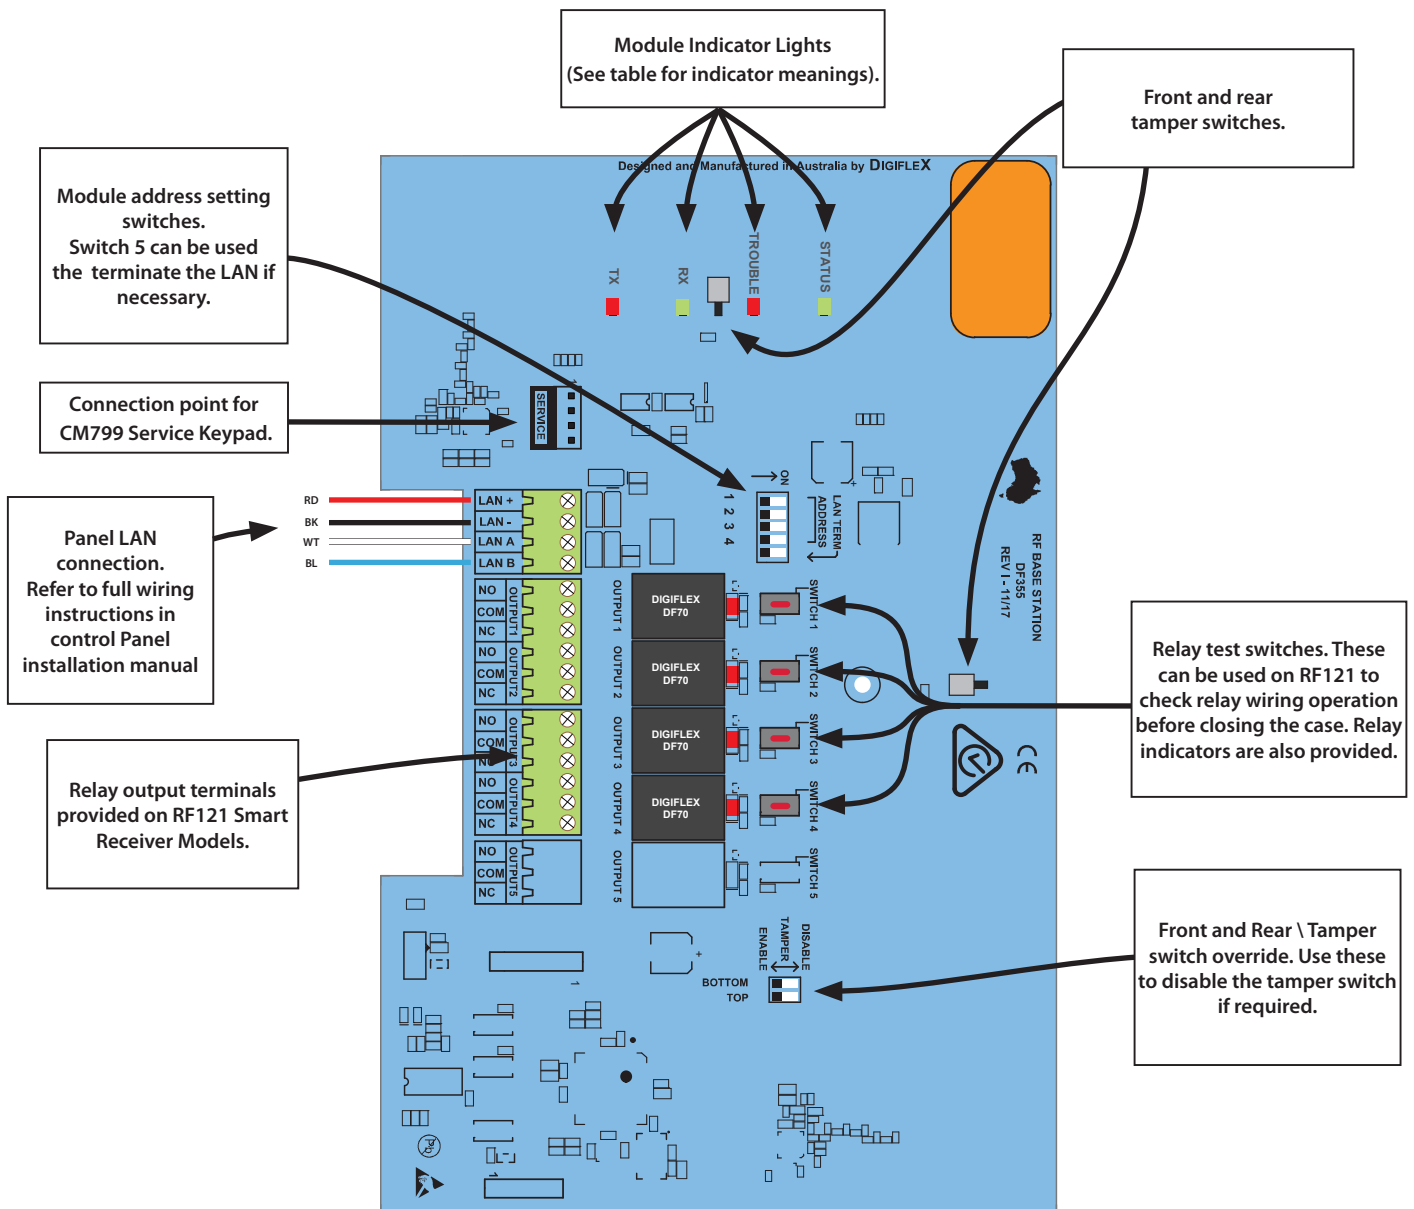 Module Indicator Lights
(See table for indicator meanings).
Front and rear
tamper switches.
Module address setting
switches.
Switch 5 can be used
the  terminate the LAN if
necessary.
Connection point for
CM799 Service Keypad.
Panel LAN
connection.
Refer to full wiring
instructions in
control Panel
installation manual
Relay output terminals
provided on RF121 Smart
Receiver Models.
Relay test switches. These
can be used on RF121 to
check relay wiring operation
before closing the case. Relay
indicators are also provided.
Front and Rear \ Tamper
switch override. Use these
to disable the tamper switch
if required.
Designed and Manufactured in Australia by DIGIFLEX
TX
RX
TROUBLE
STATUS
SERVICE
1
RD
BK
WT
BL
LAN +
LAN -
LAN A
LAN B
ON
1 2 3 4
ADDRESS
LAN TERM
RF BASE STATION
DF355
REV I - 11/17
NO
COM
NC
OUTPUT1
NO
COM
NC
OUTPUT2
NO
COM
NC
OUTPUT3
NO
COM
NC
OUTPUT4
NO
COM
NC
OUTPUT5
OUTPUT 1
DIGIFLEX
DF70
SWITCH 1
OUTPUT 2
DIGIFLEX
DF70
SWITCH 2
OUTPUT 3
DIGIFLEX
DF70
SWITCH 3
OUTPUT 4
DIGIFLEX
DF70
SWITCH 4
OUTPUT 5
SWITCH 5
CE
DISABLE
TAMPER
ENABLE
BOTTOM
TOP
+
+
1
1
Pb